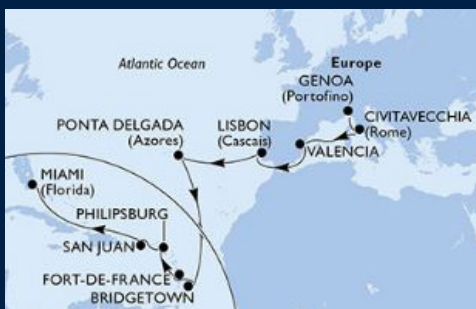 Atlantic Ocean
Europe
GENOA
(Portofino)
CIVITAVECCHIA
(Rome)
PONTA DELGADA
(Azores)
LISBON
(Cascais)
VALENCIA
MIAMI
(Florida)
PHILIPSBURG
SAN JUAN
FORT-DE-FRANCE
BRIDGETOWN